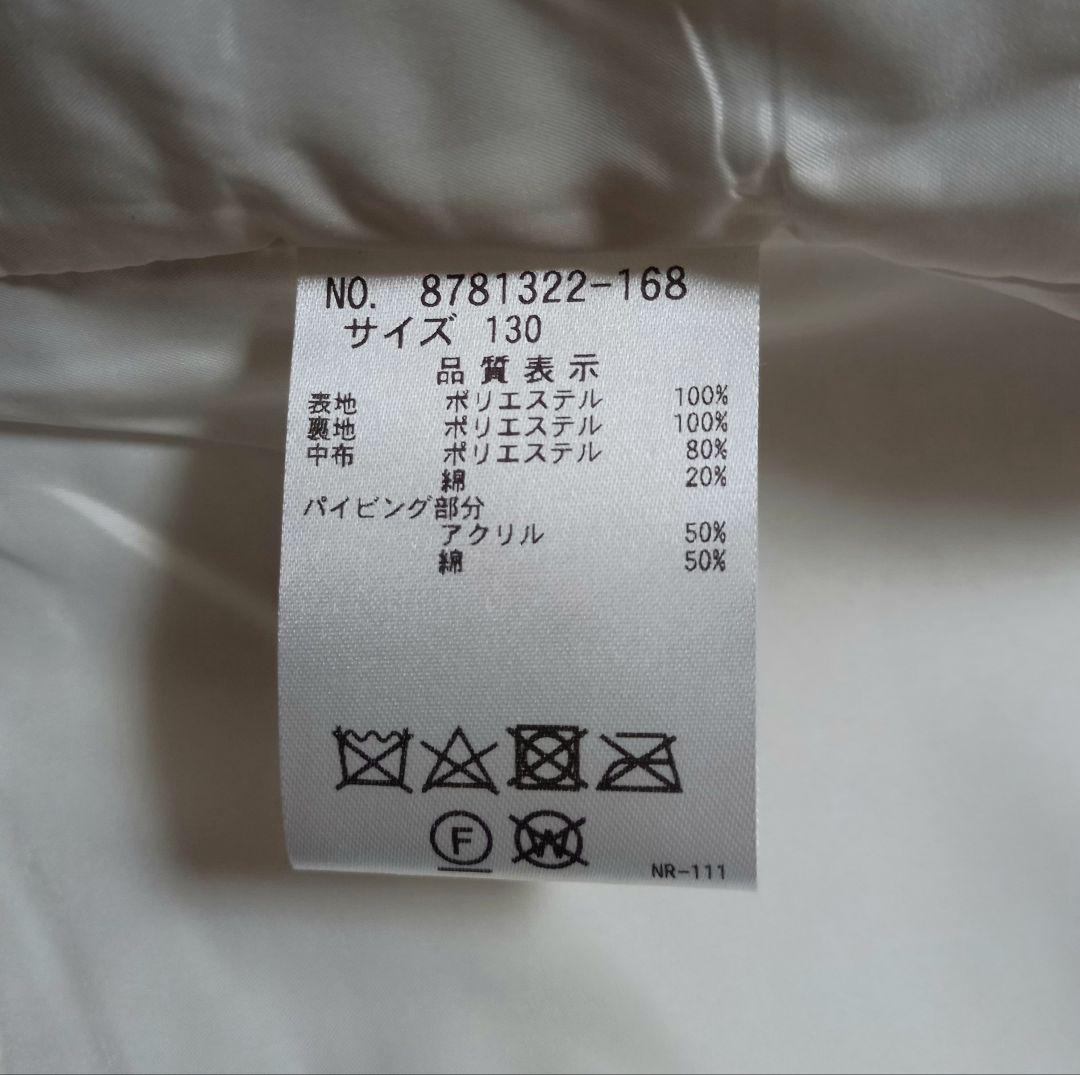 NO. 8781322-168
サイズ 130
品質表示
表地 ポリエステル 100%
裏地 ポリエステル 100%
中布 ポリエステル 80%
綿 20%
パイピング部分
アクリル 50%
綿 50%
F W
NR-111